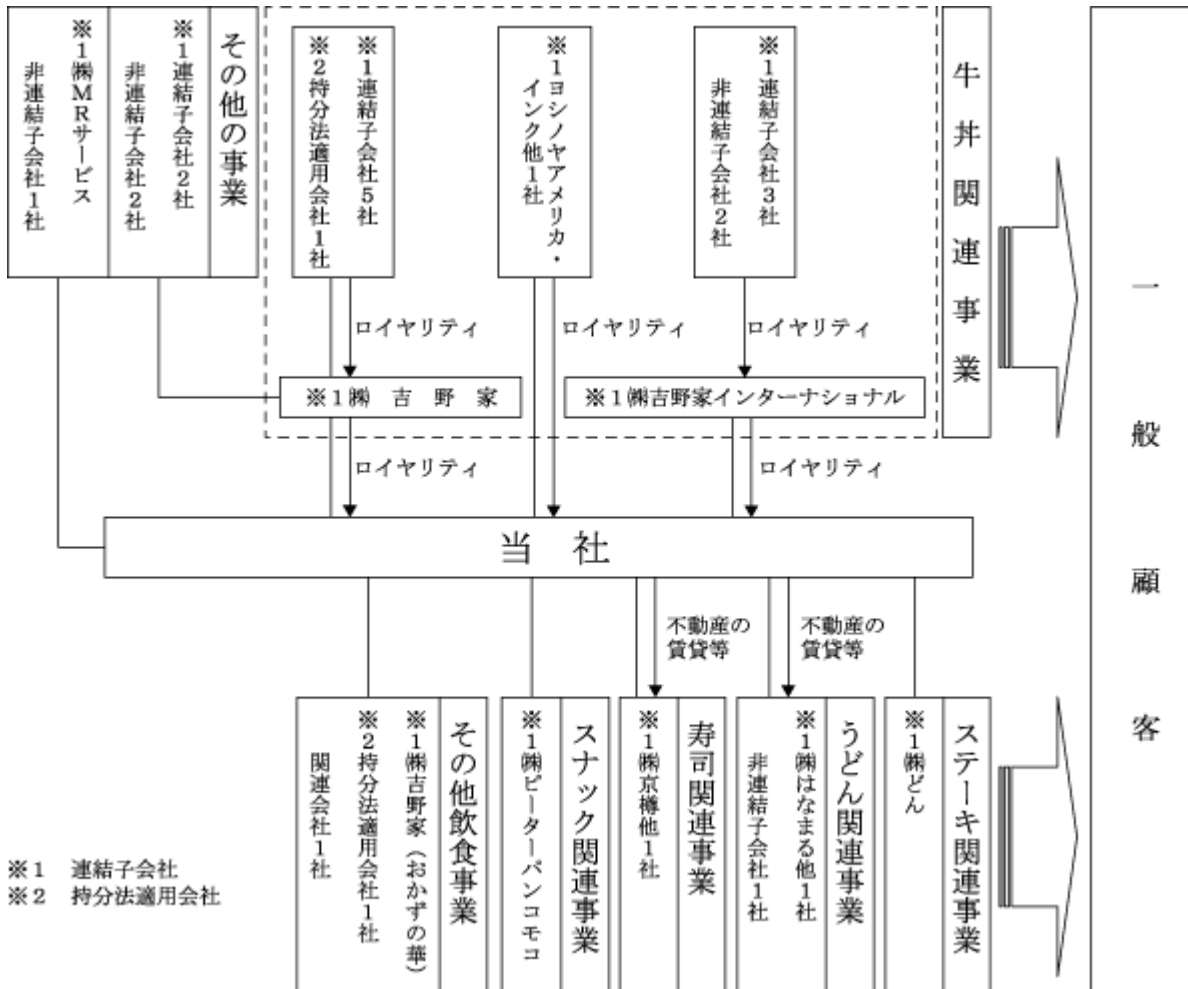 その他の事業
※1連結子会社2社
非連結子会社2社
※1㈱MRサービス
非連結子会社1社
※1連結子会社5社
※2持分法適用会社1社
※1ヨシノヤアメリカ・
インク他1社
※1連結子会社3社
非連結子会社2社
牛丼関連事業
一般顧客
ロイヤリティ
ロイヤリティ
ロイヤリティ
※1㈱ 吉 野 家
※1㈱吉野家インターナショナル
ロイヤリティ
ロイヤリティ
当 社
不動産の
賃貸等
不動産の
賃貸等
その他飲食事業
※1㈱吉野家(おかずの華)
※2持分法適用会社1社
関連会社1社
スナック関連事業
※1㈱ピーターパンコモコ
寿司関連事業
※1㈱京樽他1社
うどん関連事業
※1㈱はなまる他1社
非連結子会社1社
ステーキ関連事業
※1㈱どん
※1 連結子会社
※2 持分法適用会社